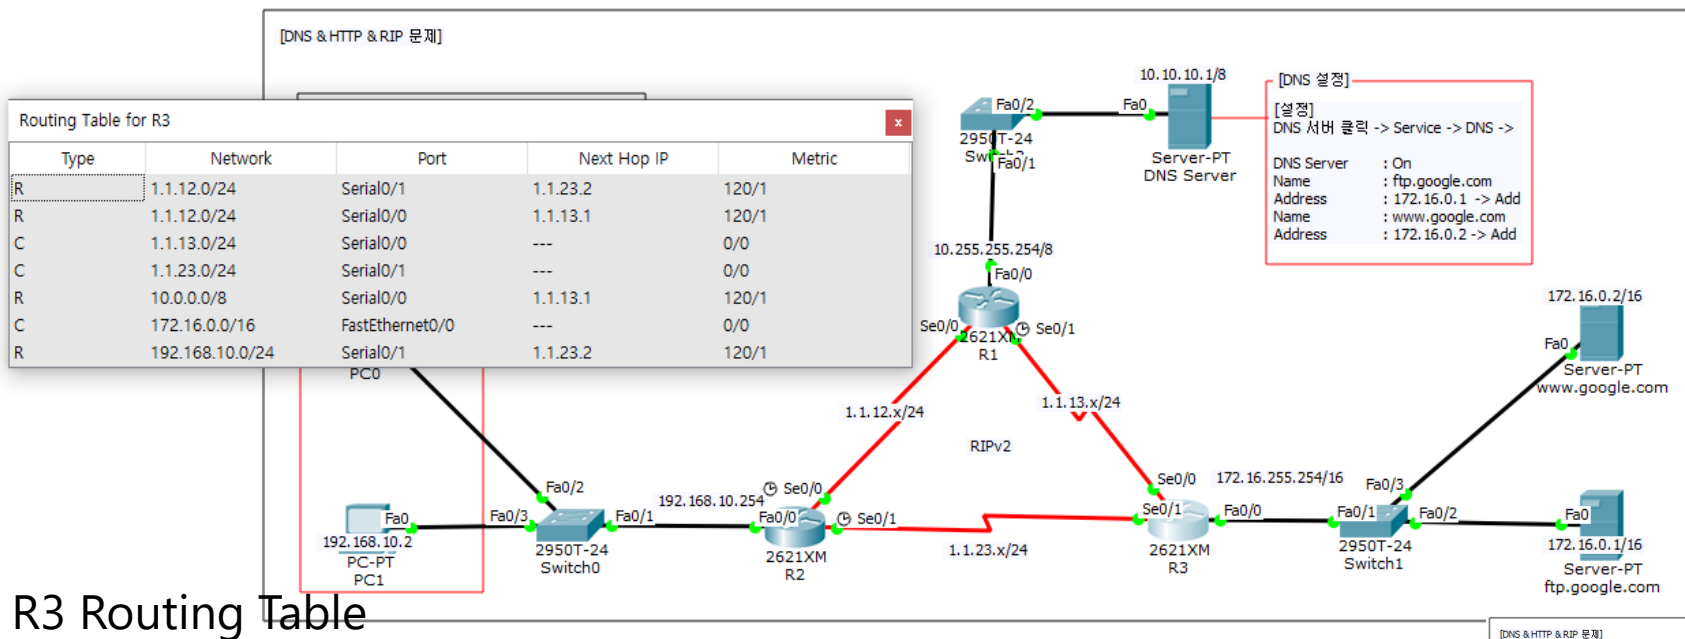 [DNS & HTTP & RIP 문제]
Routing Table for R3
x
Type Network Port Next Hop IP Metric
R 1.1.12.0/24 Serial0/1 1.1.23.2 120/1
R 1.1.12.0/24 Serial0/0 1.1.13.1 120/1
C 1.1.13.0/24 Serial0/0 --- 0/0
C 1.1.23.0/24 Serial0/1 --- 0/0
R 10.0.0.0/8 Serial0/0 1.1.13.1 120/1
C 172.16.0.0/16 FastEthernet0/0 --- 0/0
R 192.168.10.0/24 Serial0/1 1.1.23.2 120/1
10.10.10.1/8
Fa0/2
Fa0
2950T-24
Fa0/1
Server-PT
DNS Server
[DNS 설정]
[설정]
DNS 서버 클릭 -> Service -> DNS ->
DNS Server : On
Name : ftp.google.com
Address : 172.16.0.1 -> Add
Name : www.google.com
Address : 172.16.0.2 -> Add
10.255.255.254/8
Fa0/0
Se0/0
Se0/1
2621XM
R1
172.16.0.2/16
Fa0
Server-PT
www.google.com
PC0
1.1.12.x/24
1.1.13.x/24
RIPv2
Fa0/2
192.168.10.254
Se0/0
Fa0
Fa0/3
Fa0/1
Fa0/0
Se0/1
192.168.10.2
PC-PT
PC1
2950T-24
Switch0
2621XM
R2
1.1.23.x/24
Se0/0
172.16.255.254/16
Fa0/3
Se0/1
Fa0/0
Fa0/1
Fa0/2
Fa0
2621XM
R3
2950T-24
Switch1
172.16.0.1/16
Server-PT
ftp.google.com
R3 Routing Table
[DNS & HTTP & RIP 문제]